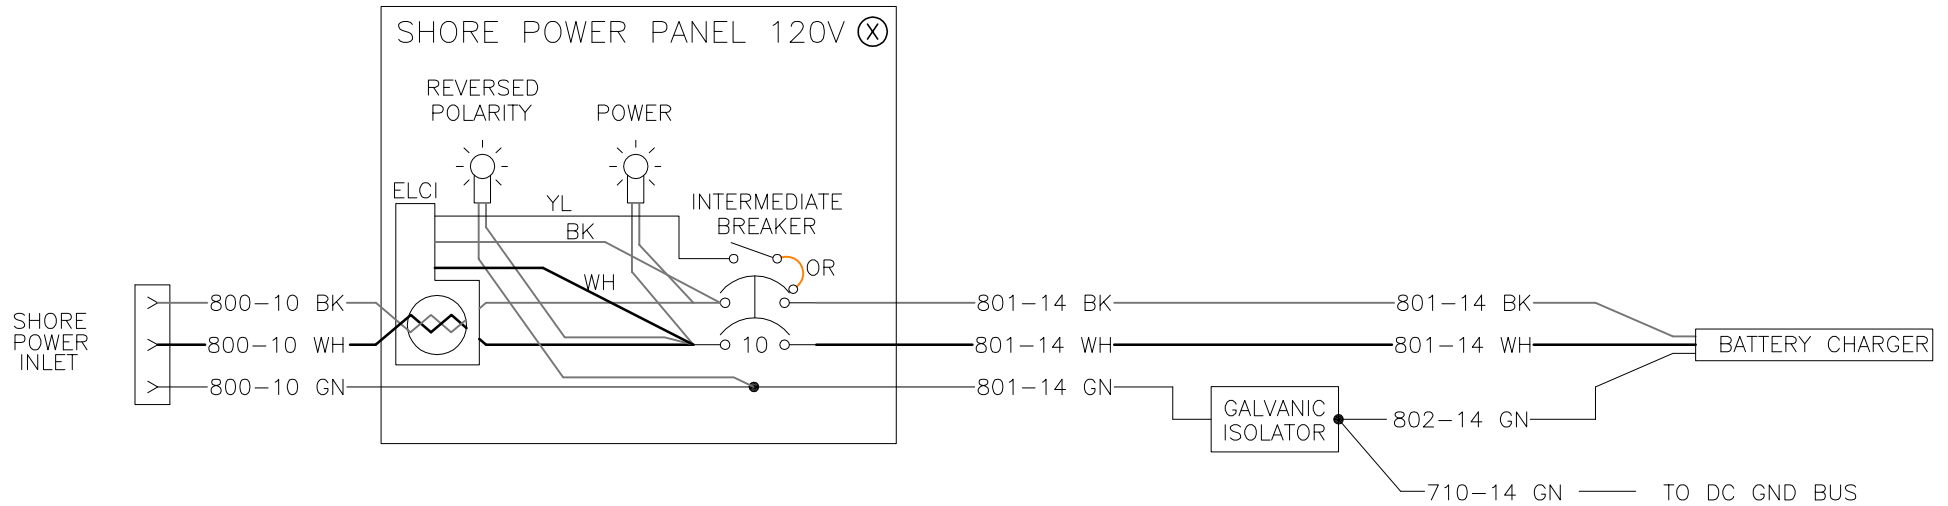 SHORE POWER PANEL 120V X
REVERSED
POLARITY
POWER
ELCI
YL
BK
WH
INTERMEDIATE
BREAKER
OR
10
SHORE
POWER
INLET
800-10 BK
800-10 WH
800-10 GN
801-14 BK
801-14 WH
801-14 GN
801-14 BK
801-14 WH
BATTERY CHARGER
GALVANIC
ISOLATOR
802-14 GN
710-14 GN
TO DC GND BUS